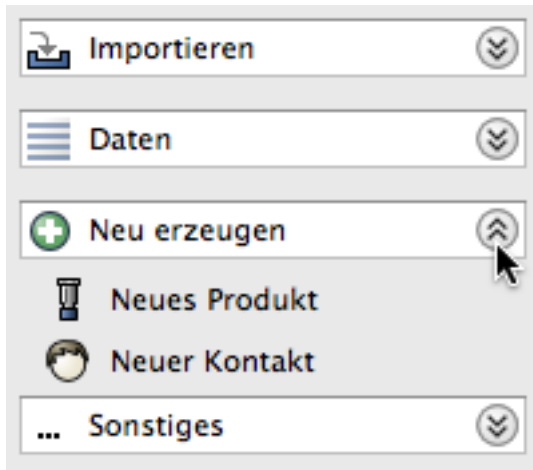 Importieren
Daten
Neu erzeugen
Neues Produkt
Neuer Kontakt
... Sonstiges